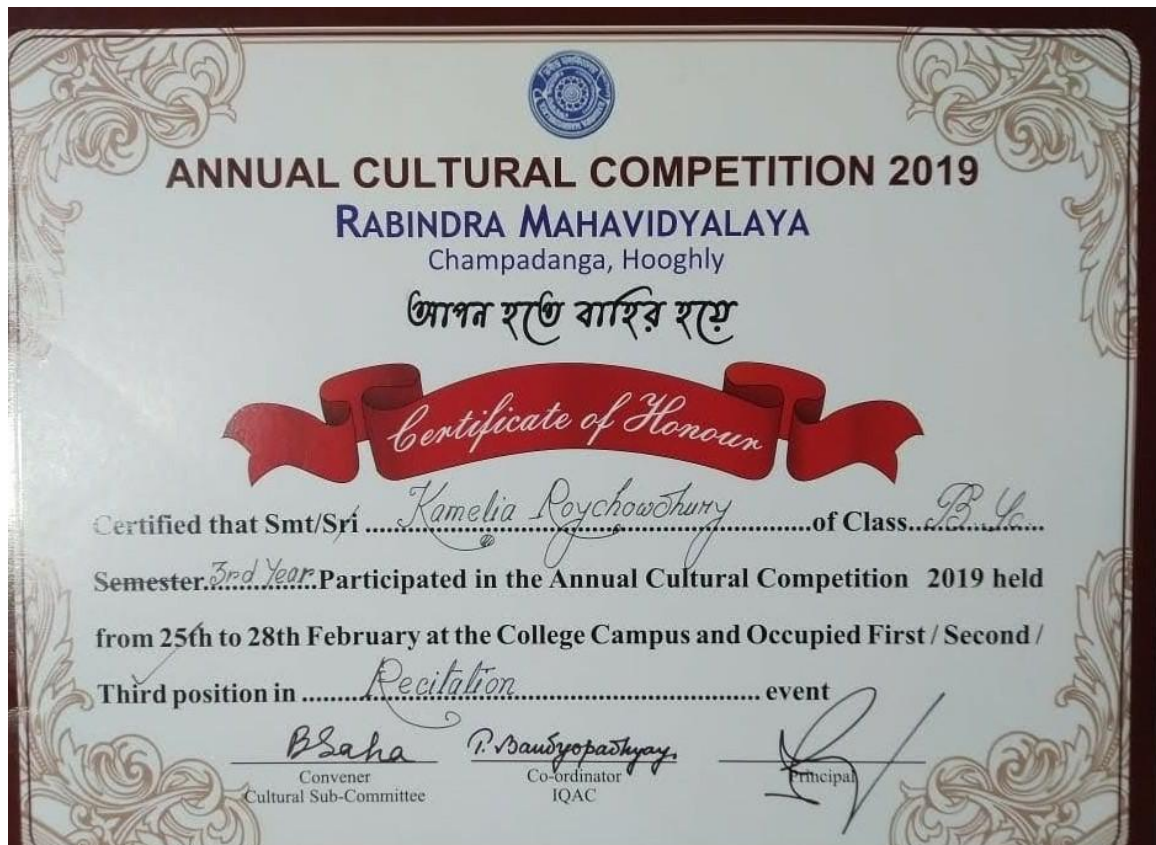 ANNUAL CULTURAL COMPETITION 2019
RABINDRA MAHAVIDYALAYA
Champadanga, Hooghly
আপন হতে বাহির হয়ে
Certificate of Honour
Certified that Smt/Sri .... Kamelia Roychowdhury .... of Class..
Semester. 3rd Year. Participated in the Annual Cultural Competition 2019 held
from 25th to 28th February at the College Campus and Occupied First / Second /
Third position in .... Recitation .... event
BSaha P. Bandyopadhyay
Convener Co-ordinator Principal
Cultural Sub-Committee IQAC